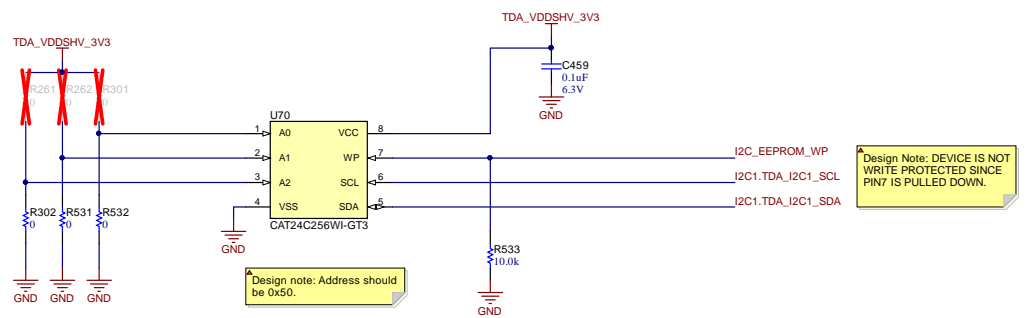 TDA_VDDSHV_3V3
TDA_VDDSHV_3V3
R261
0
R262
0
R301
0
C459
0.1uF
6.3V
GND
U70
1 A0 VCC 8
2 A1 WP 7
3 A2 SCL 6
4 VSS SDA 5
CAT24C256WI-GT3
I2C_EEPROM_WP
I2C1.TDA_I2C1_SCL
I2C1.TDA_I2C1_SDA
Design Note: DEVICE IS NOT
WRITE PROTECTED SINCE
PIN7 IS PULLED DOWN.
R302
0
R531
0
R532
0
GND
GND
GND
GND
R533
10.0k
GND
Design note: Address should
be 0x50.